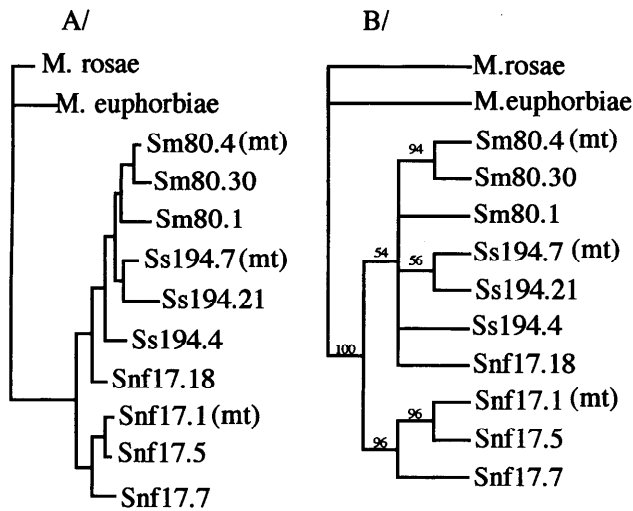 A/
M. rosae
M. euphorbiae
Sm80.4 (mt)
Sm80.30
Sm80.1
Ss194.7 (mt)
Ss194.21
Ss194.4
Snf17.18
Snf17.1 (mt)
Snf17.5
Snf17.7
B/
M.rosae
M.euphorbiae
94
Sm80.4 (mt)
Sm80.30
Sm80.1
54
56
Ss194.7 (mt)
Ss194.21
Ss194.4
100
Snf17.18
96
Snf17.1 (mt)
96
Snf17.5
Snf17.7